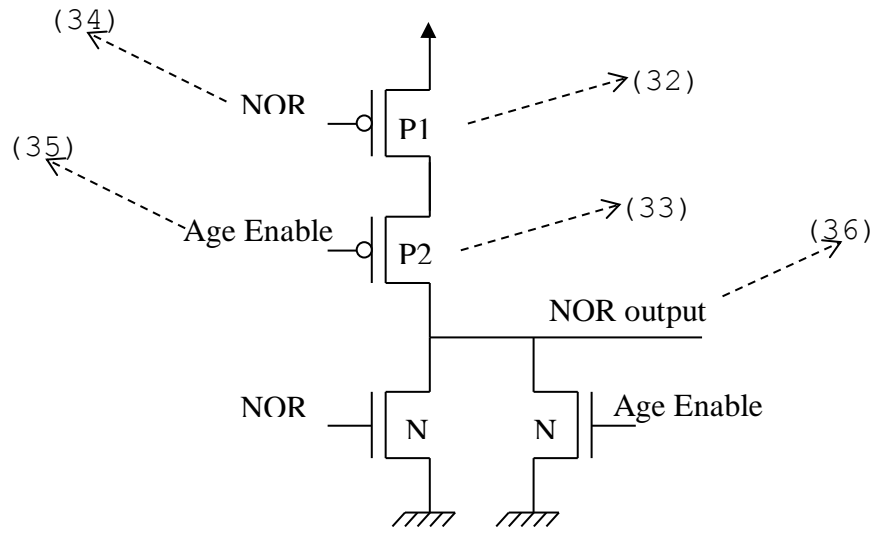 (34)
NOR
P1
(32)
(35)
Age Enable
P2
(33)
(36)
NOR output
NOR
N
N
Age Enable